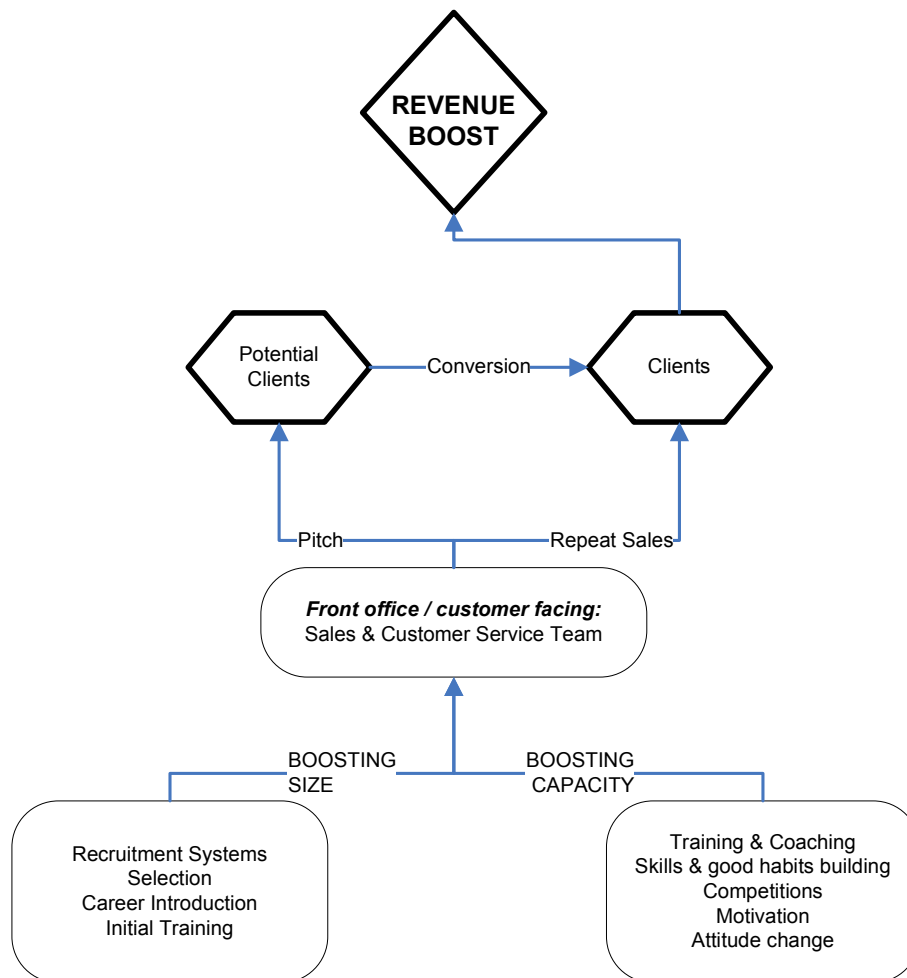 REVENUE
BOOST
Potential
Clients
Conversion
Clients
Pitch
Repeat Sales
Front office / customer facing:
Sales & Customer Service Team
BOOSTING
SIZE
BOOSTING
CAPACITY
Recruitment Systems
Selection
Career Introduction
Initial Training
Training & Coaching
Skills & good habits building
Competitions
Motivation
Attitude change